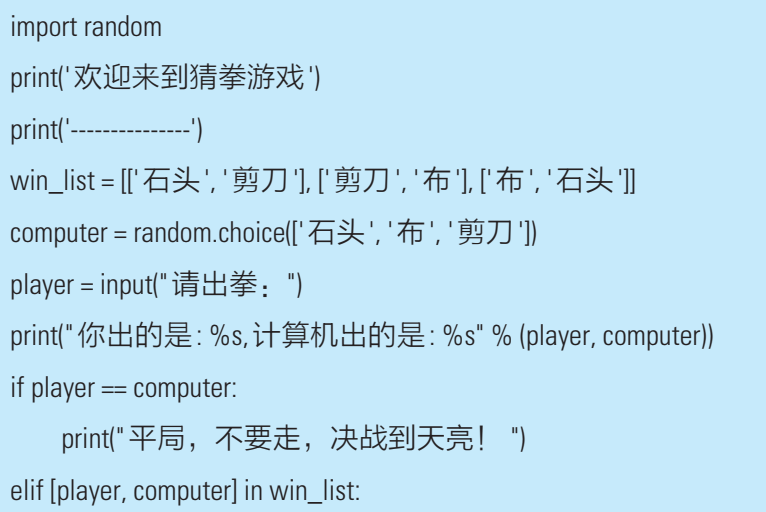 import random
print('欢迎来到猜拳游戏')
print('---------------')
win_list = [['石头', '剪刀'], ['剪刀', '布'], ['布', '石头']]
computer = random.choice(['石头', '布', '剪刀'])
player = input("请出拳：")
print("你出的是: %s,计算机出的是: %s" % (player, computer))
if player == computer:
    print("平局，不要走，决战到天亮！ ")
elif [player, computer] in win_list: